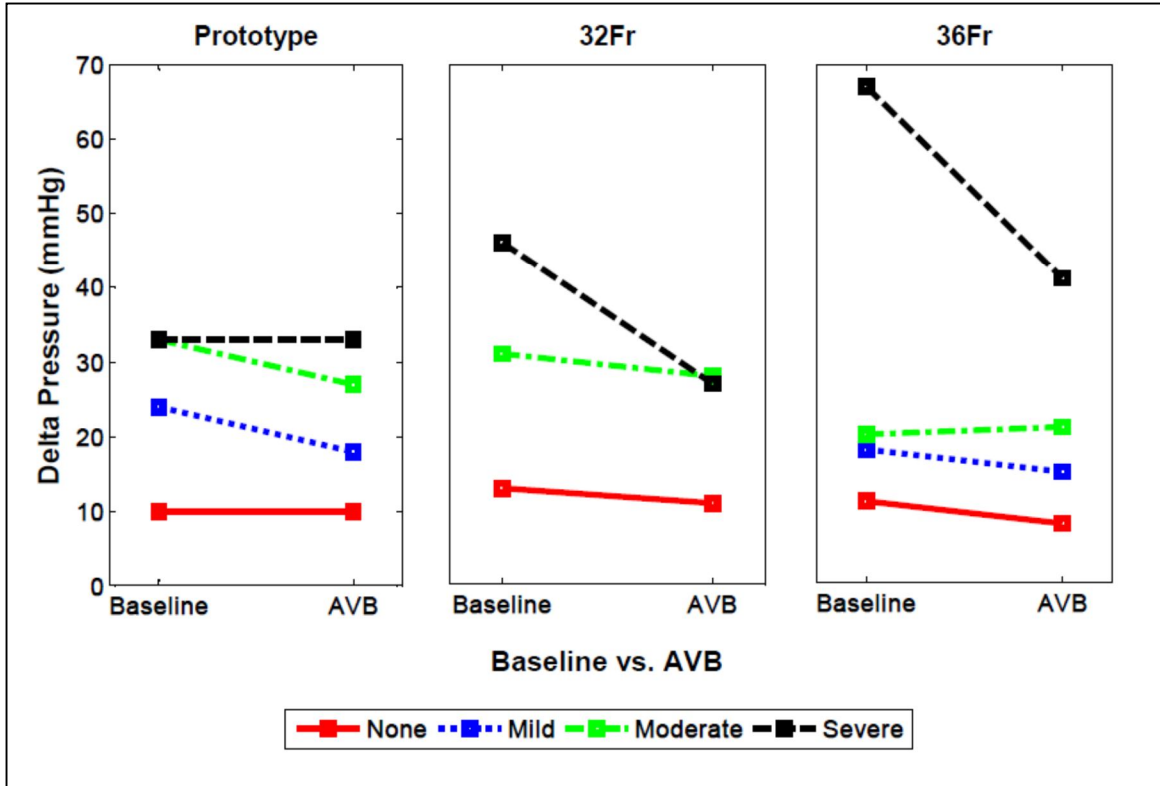 Prototype 32Fr 36Fr
Delta Pressure (mmHg)
70
60
50
40
30
20
10
0
Baseline AVB Baseline AVB Baseline AVB
Baseline vs. AVB
None Mild Moderate Severe